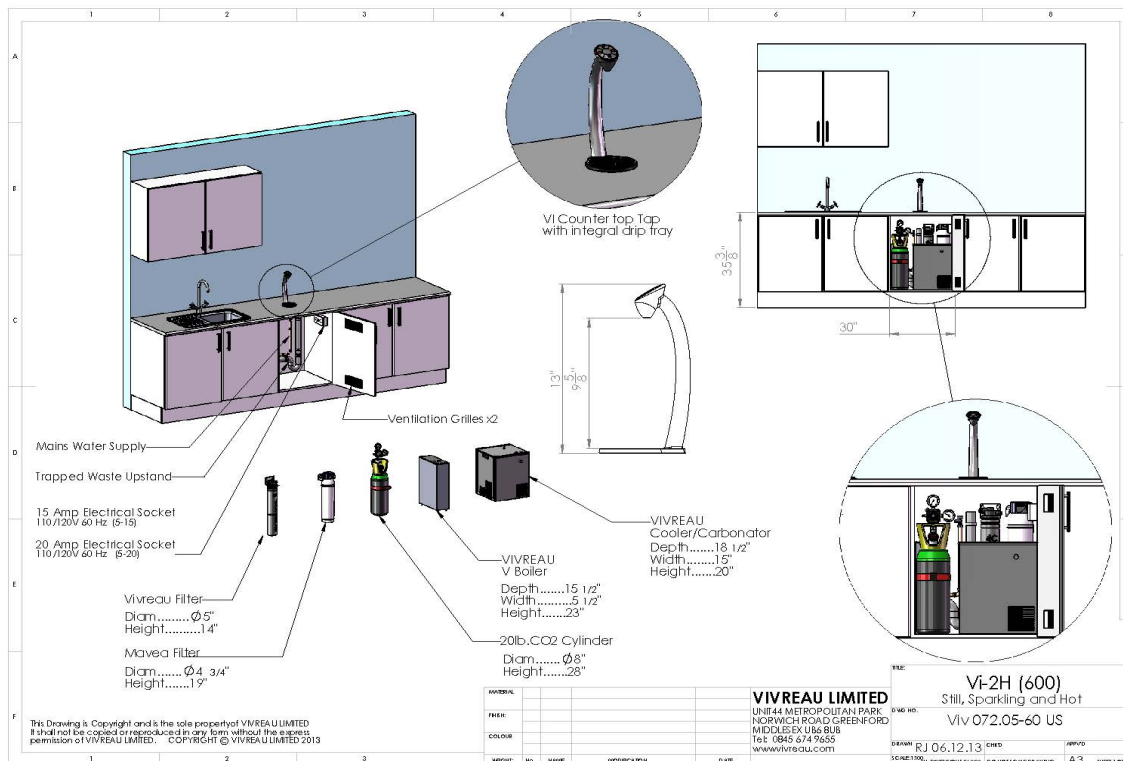 1 2 3 4 5 6 7 8
A
B
C
D
E
F
VI Counter top Tap
with integral drip tray
35 3/8
30"
13"
9 5/8
Ventilation Grilles x2
Mains Water Supply
Trapped Waste Upstand
15 Amp Electrical Socket
110/120V 60 Hz (5-15)
20 Amp Electrical Socket
110/120V 60 Hz (5-20)
Vivreau Filter
Diam.........Ø5"
Height..........14"
Mavea Filter
Diam.......Ø4 3/4"
Height.......19"
VIVREAU
V Boiler
Depth.......15 1/2"
Width.......5 1/2"
Height.......23"
20lb.CO2 Cylinder
Diam.......Ø8"
Height.......28"
VIVREAU
Cooler/Carbonator
Depth.......18 1/2"
Width.......15"
Height.......20"
This Drawing is Copyright and is the sole property of VIVREAU LIMITED
It shall not be copied or reproduced in any form without the express
permission of VIVREAU LIMITED. COPYRIGHT © VIVREAU LIMITED 2013
MATERIAL
FINISH:
COLOUR
WEIGHT: No. NAME MODIFICATION DATE
VIVREAU LIMITED
UNIT44 METROPOLITAN PARK
NORWICH ROAD GREENFORD
MIDDLESEX UB6 8UB
Tel: 0845 674 9655
www.vivreau.com
TITLE:
Vi-2H (600)
Still, Sparkling and Hot
DWG NO.
Viv 072.05-60 US
DRAWN RJ 06.12.13 CHK'D APPV'D
A3
1 2 3